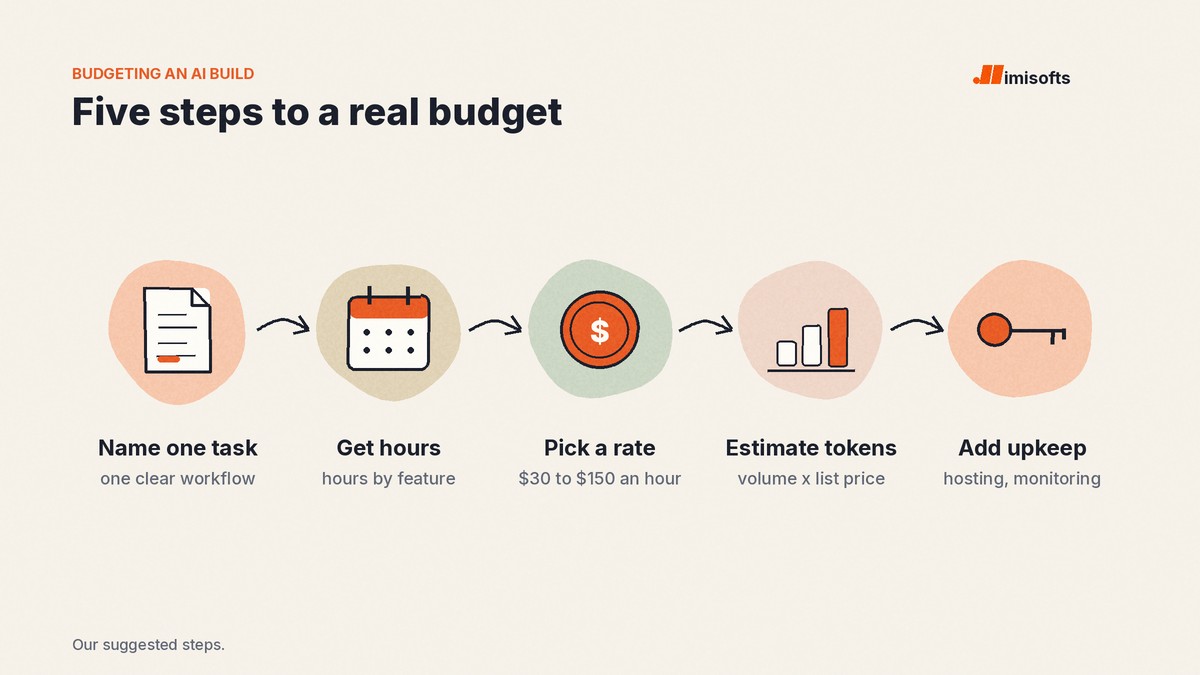 BUDGETING AN AI BUILD
Five steps to a real budget
imisofts
$
Name one task
one clear workflow
Get hours
hours by feature
Pick a rate
$30 to $150 an hour
Estimate tokens
volume x list price
Add upkeep
hosting, monitoring
Our suggested steps.